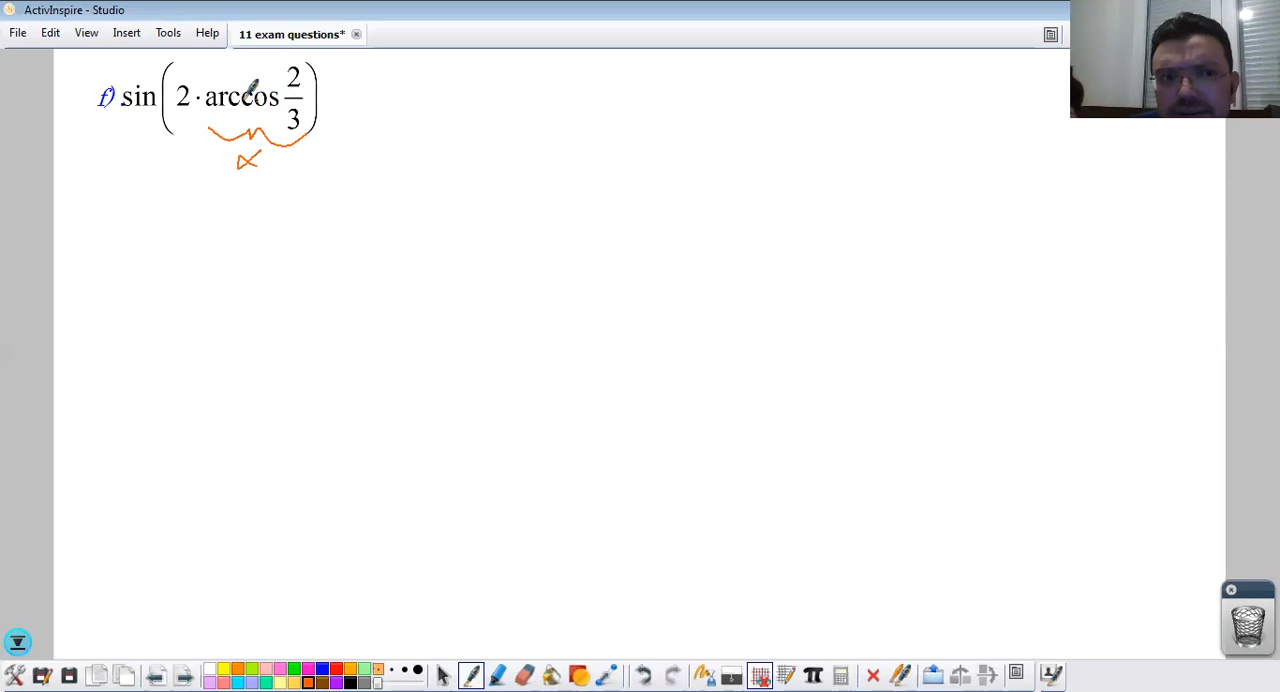 ActivInspire - Studio
File Edit View Insert Tools Help 11 exam questions*
f) sin(2 · arccos 2/3)
α